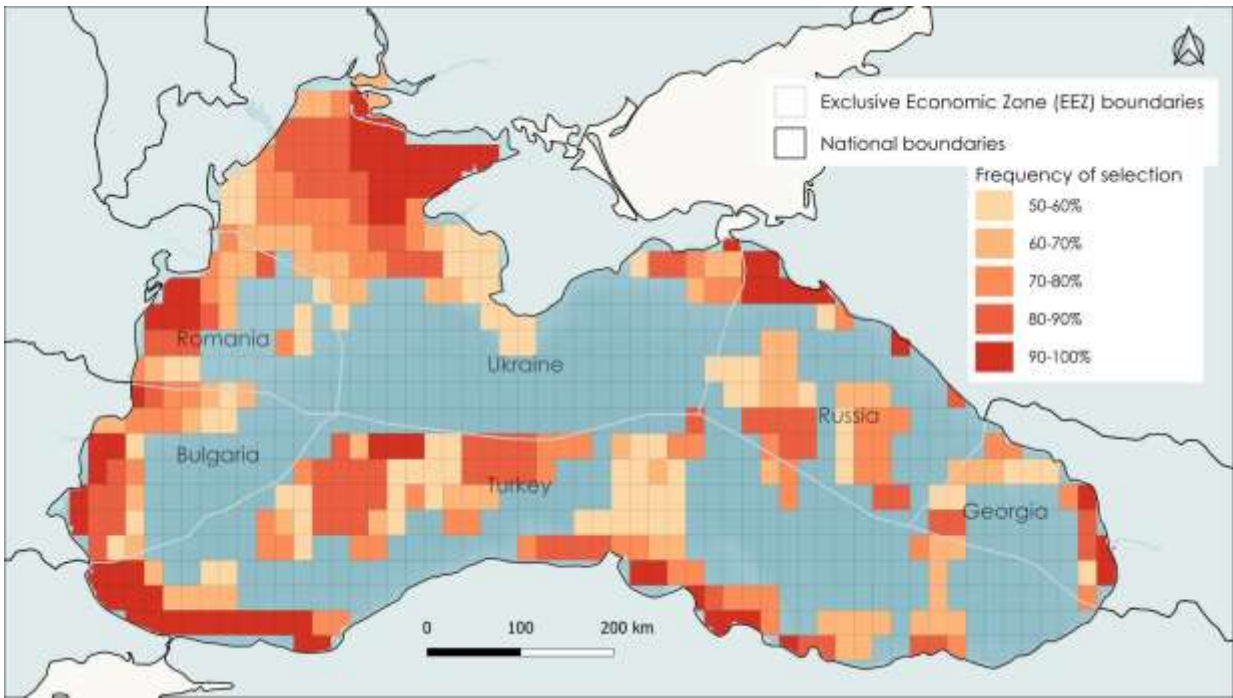 Exclusive Economic Zone (EEZ) boundaries
National boundaries
Frequency of selection
50-60%
60-70%
70-80%
80-90%
90-100%
Romania
Ukraine
Russia
Bulgaria
Turkey
Georgia
0 100 200 km